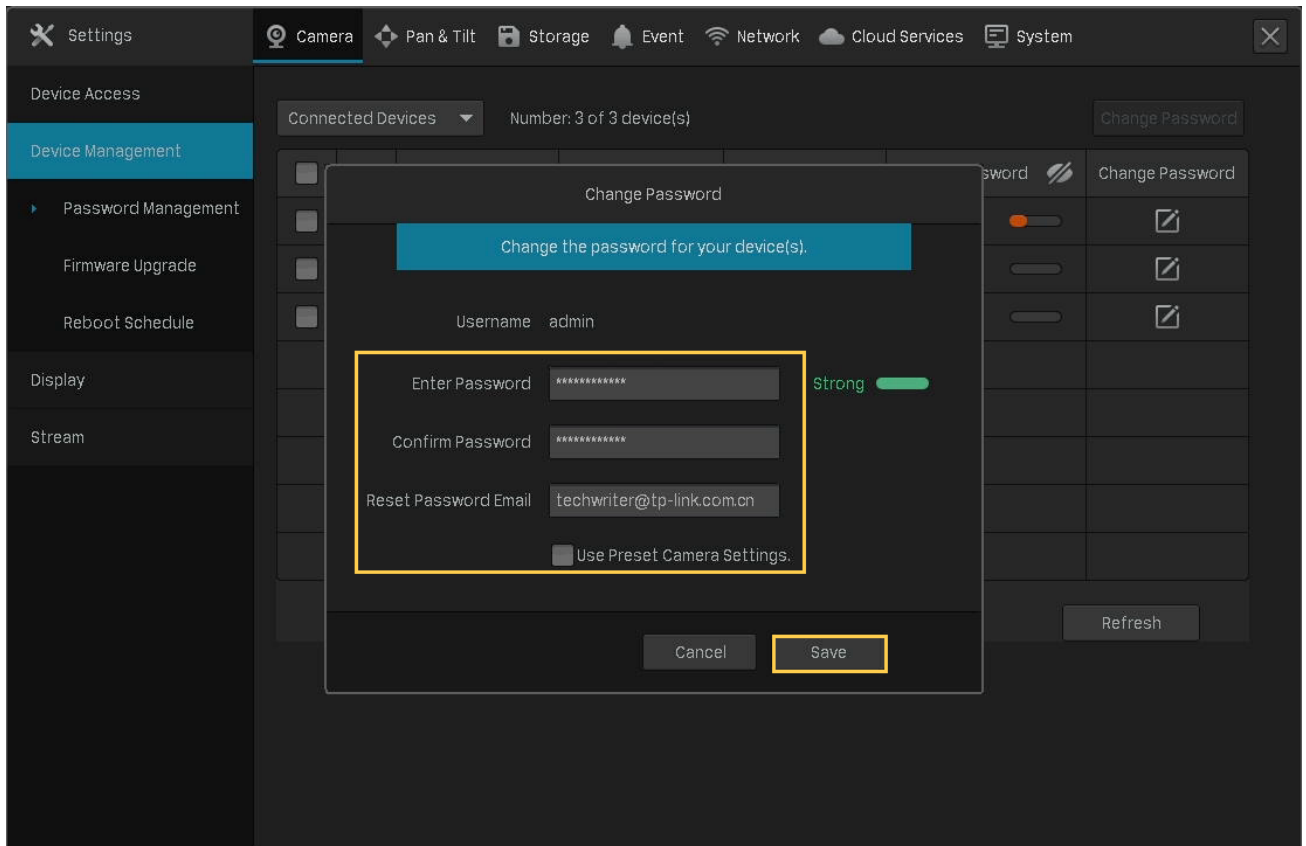 Settings
Camera
Pan & Tilt
Storage
Event
Network
Cloud Services
System
Device Access
Device Management
Password Management
Firmware Upgrade
Reboot Schedule
Display
Stream
Connected Devices
Number: 3 of 3 device(s)
Change Password
sword
Change Password
Change Password
Change the password for your device(s).
Username admin
Enter Password ************
Strong
Confirm Password ************
Reset Password Email techwriter@tp-link.com.cn
Use Preset Camera Settings.
Cancel
Save
Refresh